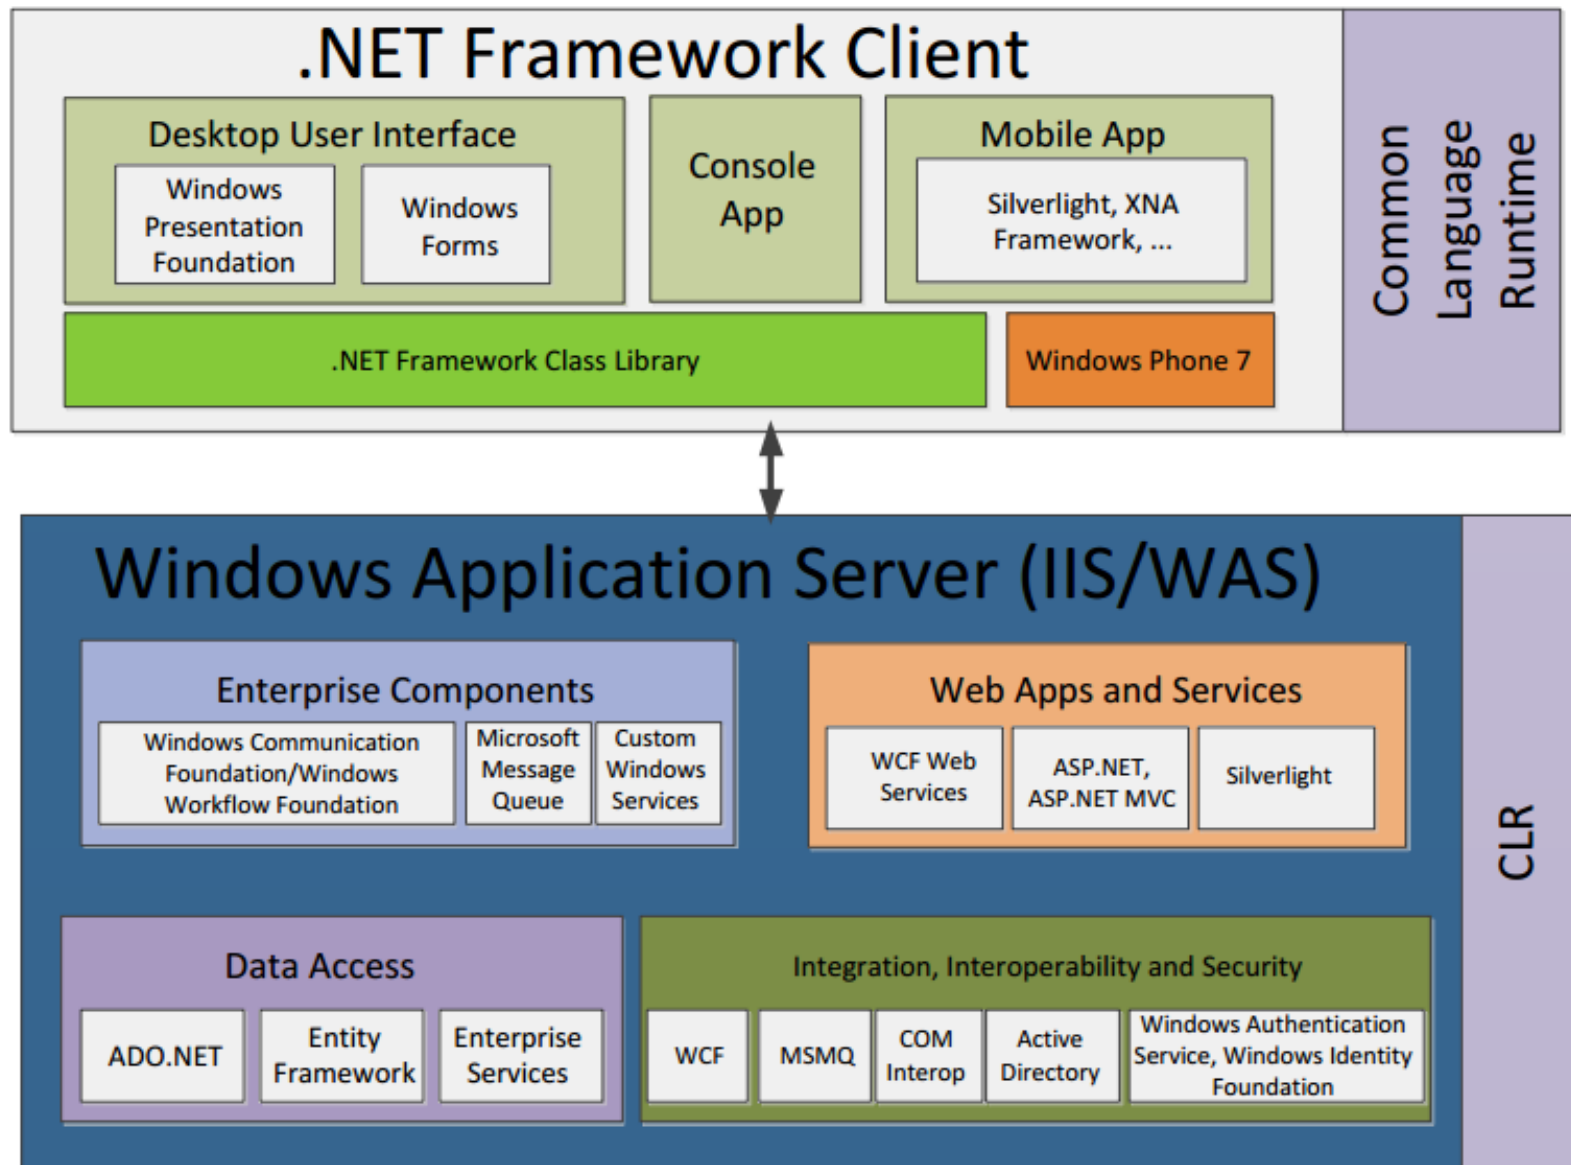 .NET Framework Client
Desktop User Interface
Windows
Presentation
Foundation
Windows
Forms
Console
App
Mobile App
Silverlight, XNA
Framework, ...
.NET Framework Class Library
Windows Phone 7
Common
Language
Runtime
Windows Application Server (IIS/WAS)
Enterprise Components
Windows Communication
Foundation/Windows
Workflow Foundation
Microsoft
Message
Queue
Custom
Windows
Services
Web Apps and Services
WCF Web
Services
ASP.NET,
ASP.NET MVC
Silverlight
CLR
Data Access
ADO.NET
Entity
Framework
Enterprise
Services
Integration, Interoperability and Security
WCF
MSMQ
COM
Interop
Active
Directory
Windows Authentication
Service, Windows Identity
Foundation